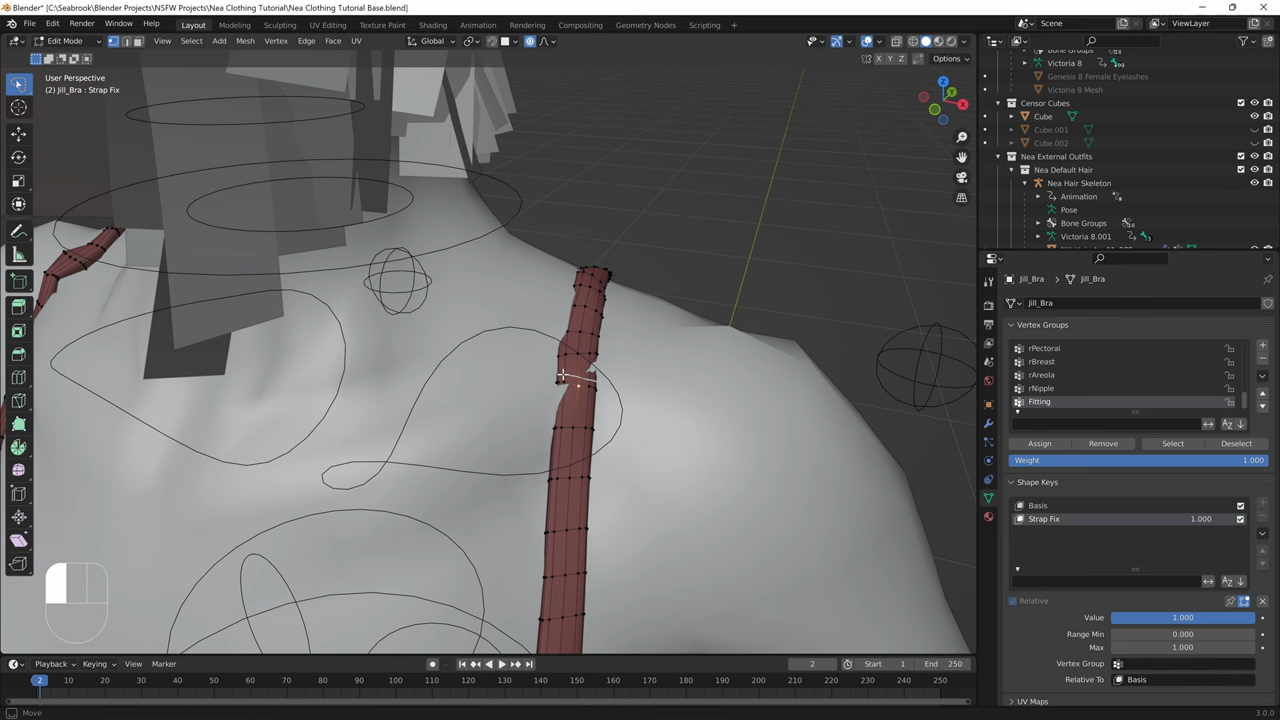 Blender* [C:\Seabrook\Blender Projects\NSFW Projects\Nea Clothing Tutorial\Nea Clothing Tutorial Base.blend]
File Edit Render Window Help Layout Modeling Sculpting UV Editing Texture Paint Shading Animation Rendering Compositing Geometry Nodes Scripting Scene ViewLayer
Edit Mode View Select Add Mesh Vertex Edge Face UV Global
X Y Z Options
User Perspective
(2) Jill_Bra : Strap Fix
Z
Y
X
Bone Groups
Victoria 8
Genesis 8 Female Eyelashes
Victoria 8 Mesh
Censor Cubes
Cube
Cube.001
Cube.002
Nea External Outfits
Nea Default Hair
Nea Hair Skeleton
Animation
Pose
Bone Groups
Victoria 8.001
Jill_Bra Jill_Bra
Jill_Bra
Vertex Groups
rPectoral
rBreast
rAreola
rNipple
Fitting
Assign Remove Select Deselect
Weight 1.000
Shape Keys
Basis
Strap Fix 1.000
Relative
Value 1.000
Range Min 0.000
Max 1.000
Vertex Group
Relative To Basis
UV Maps
Playback Keying View Marker 2 Start 1 End 250
2 10 20 30 40 50 60 70 80 90 100 110 120 130 140 150 160 170 180 190 200 210 220 230 240 250
Move 3.0.0